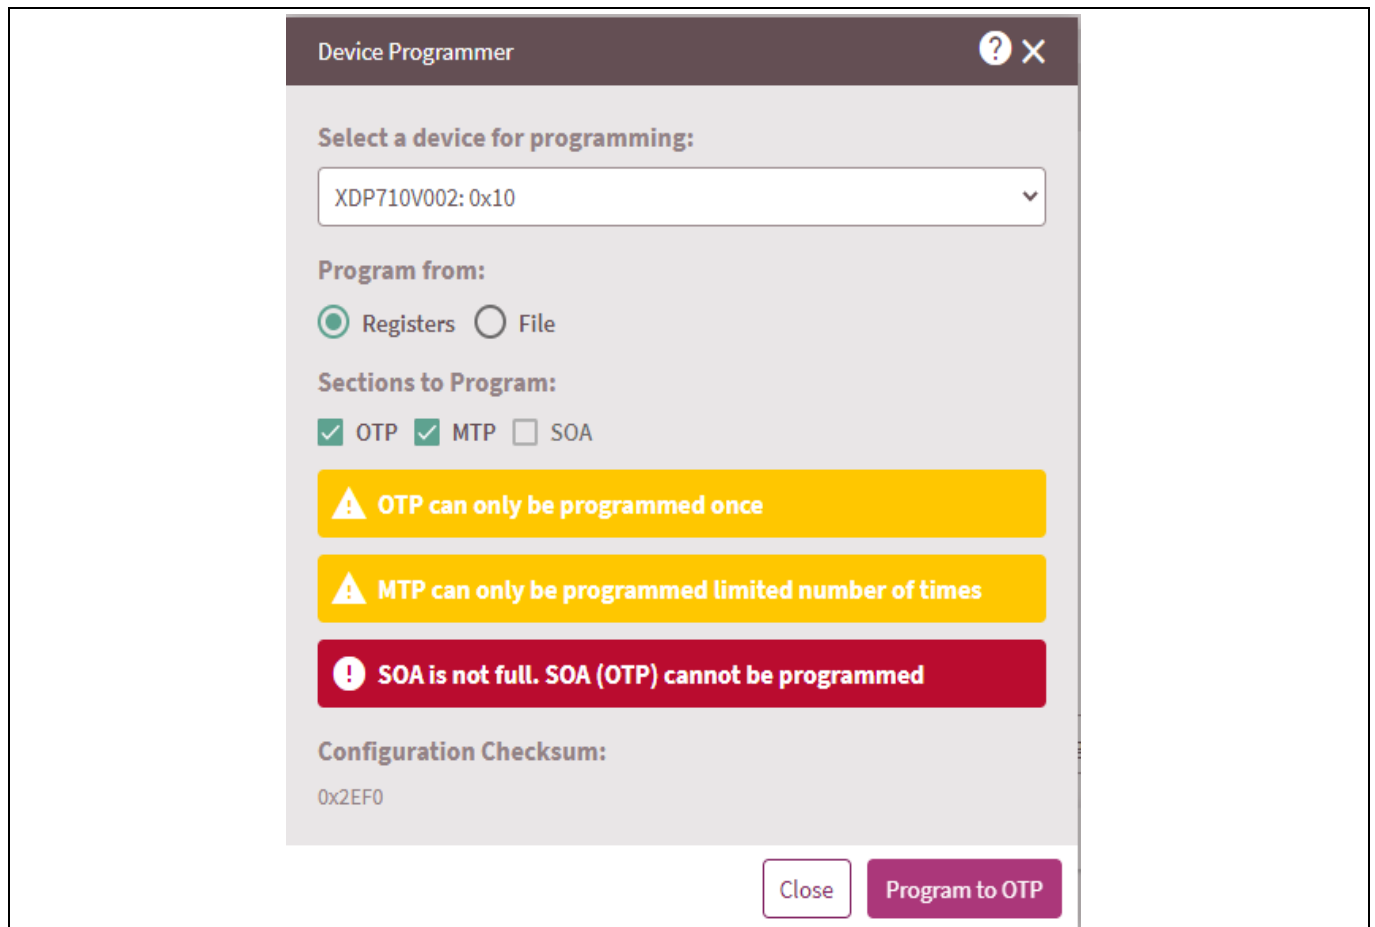 Device Programmer
Select a device for programming:
XDP710V002: 0x10
Program from:
Registers File
Sections to Program:
OTP MTP SOA
OTP can only be programmed once
MTP can only be programmed limited number of times
SOA is not full. SOA (OTP) cannot be programmed
Configuration Checksum:
0x2EF0
Close Program to OTP